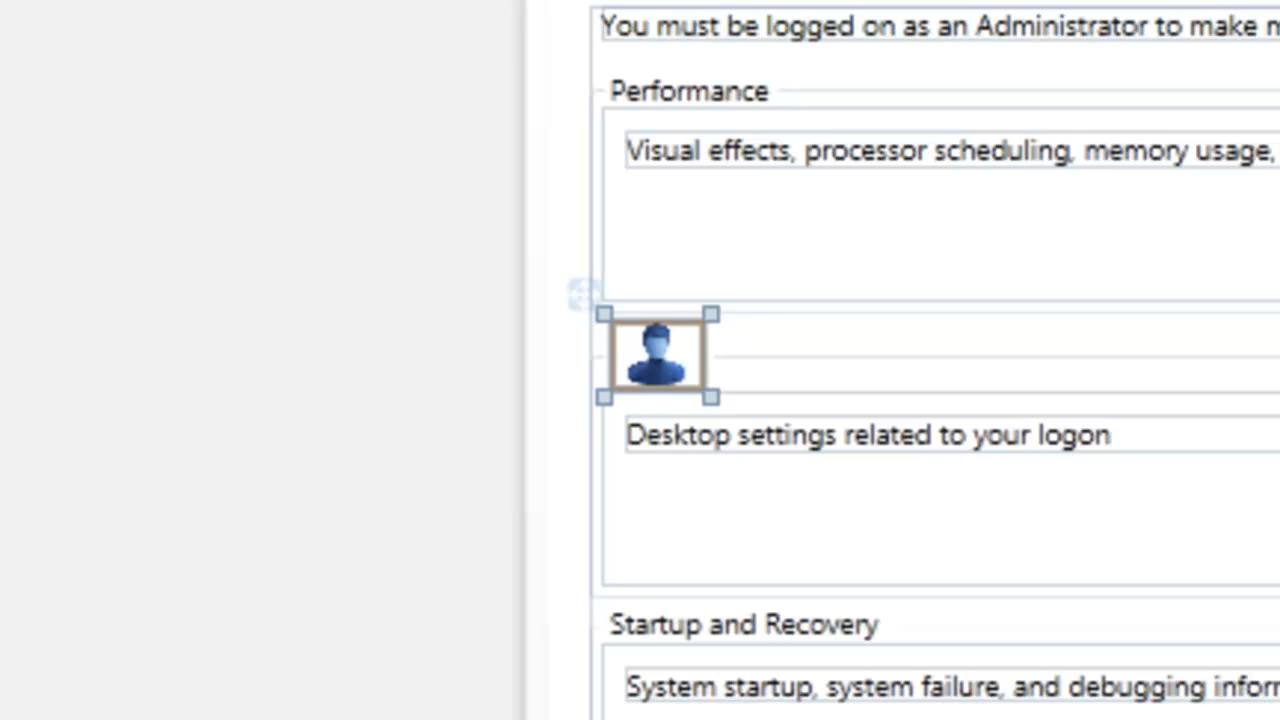 You must be logged on as an Administrator to make
Performance
Visual effects, processor scheduling, memory usage,
Desktop settings related to your logon
Startup and Recovery
System startup, system failure, and debugging